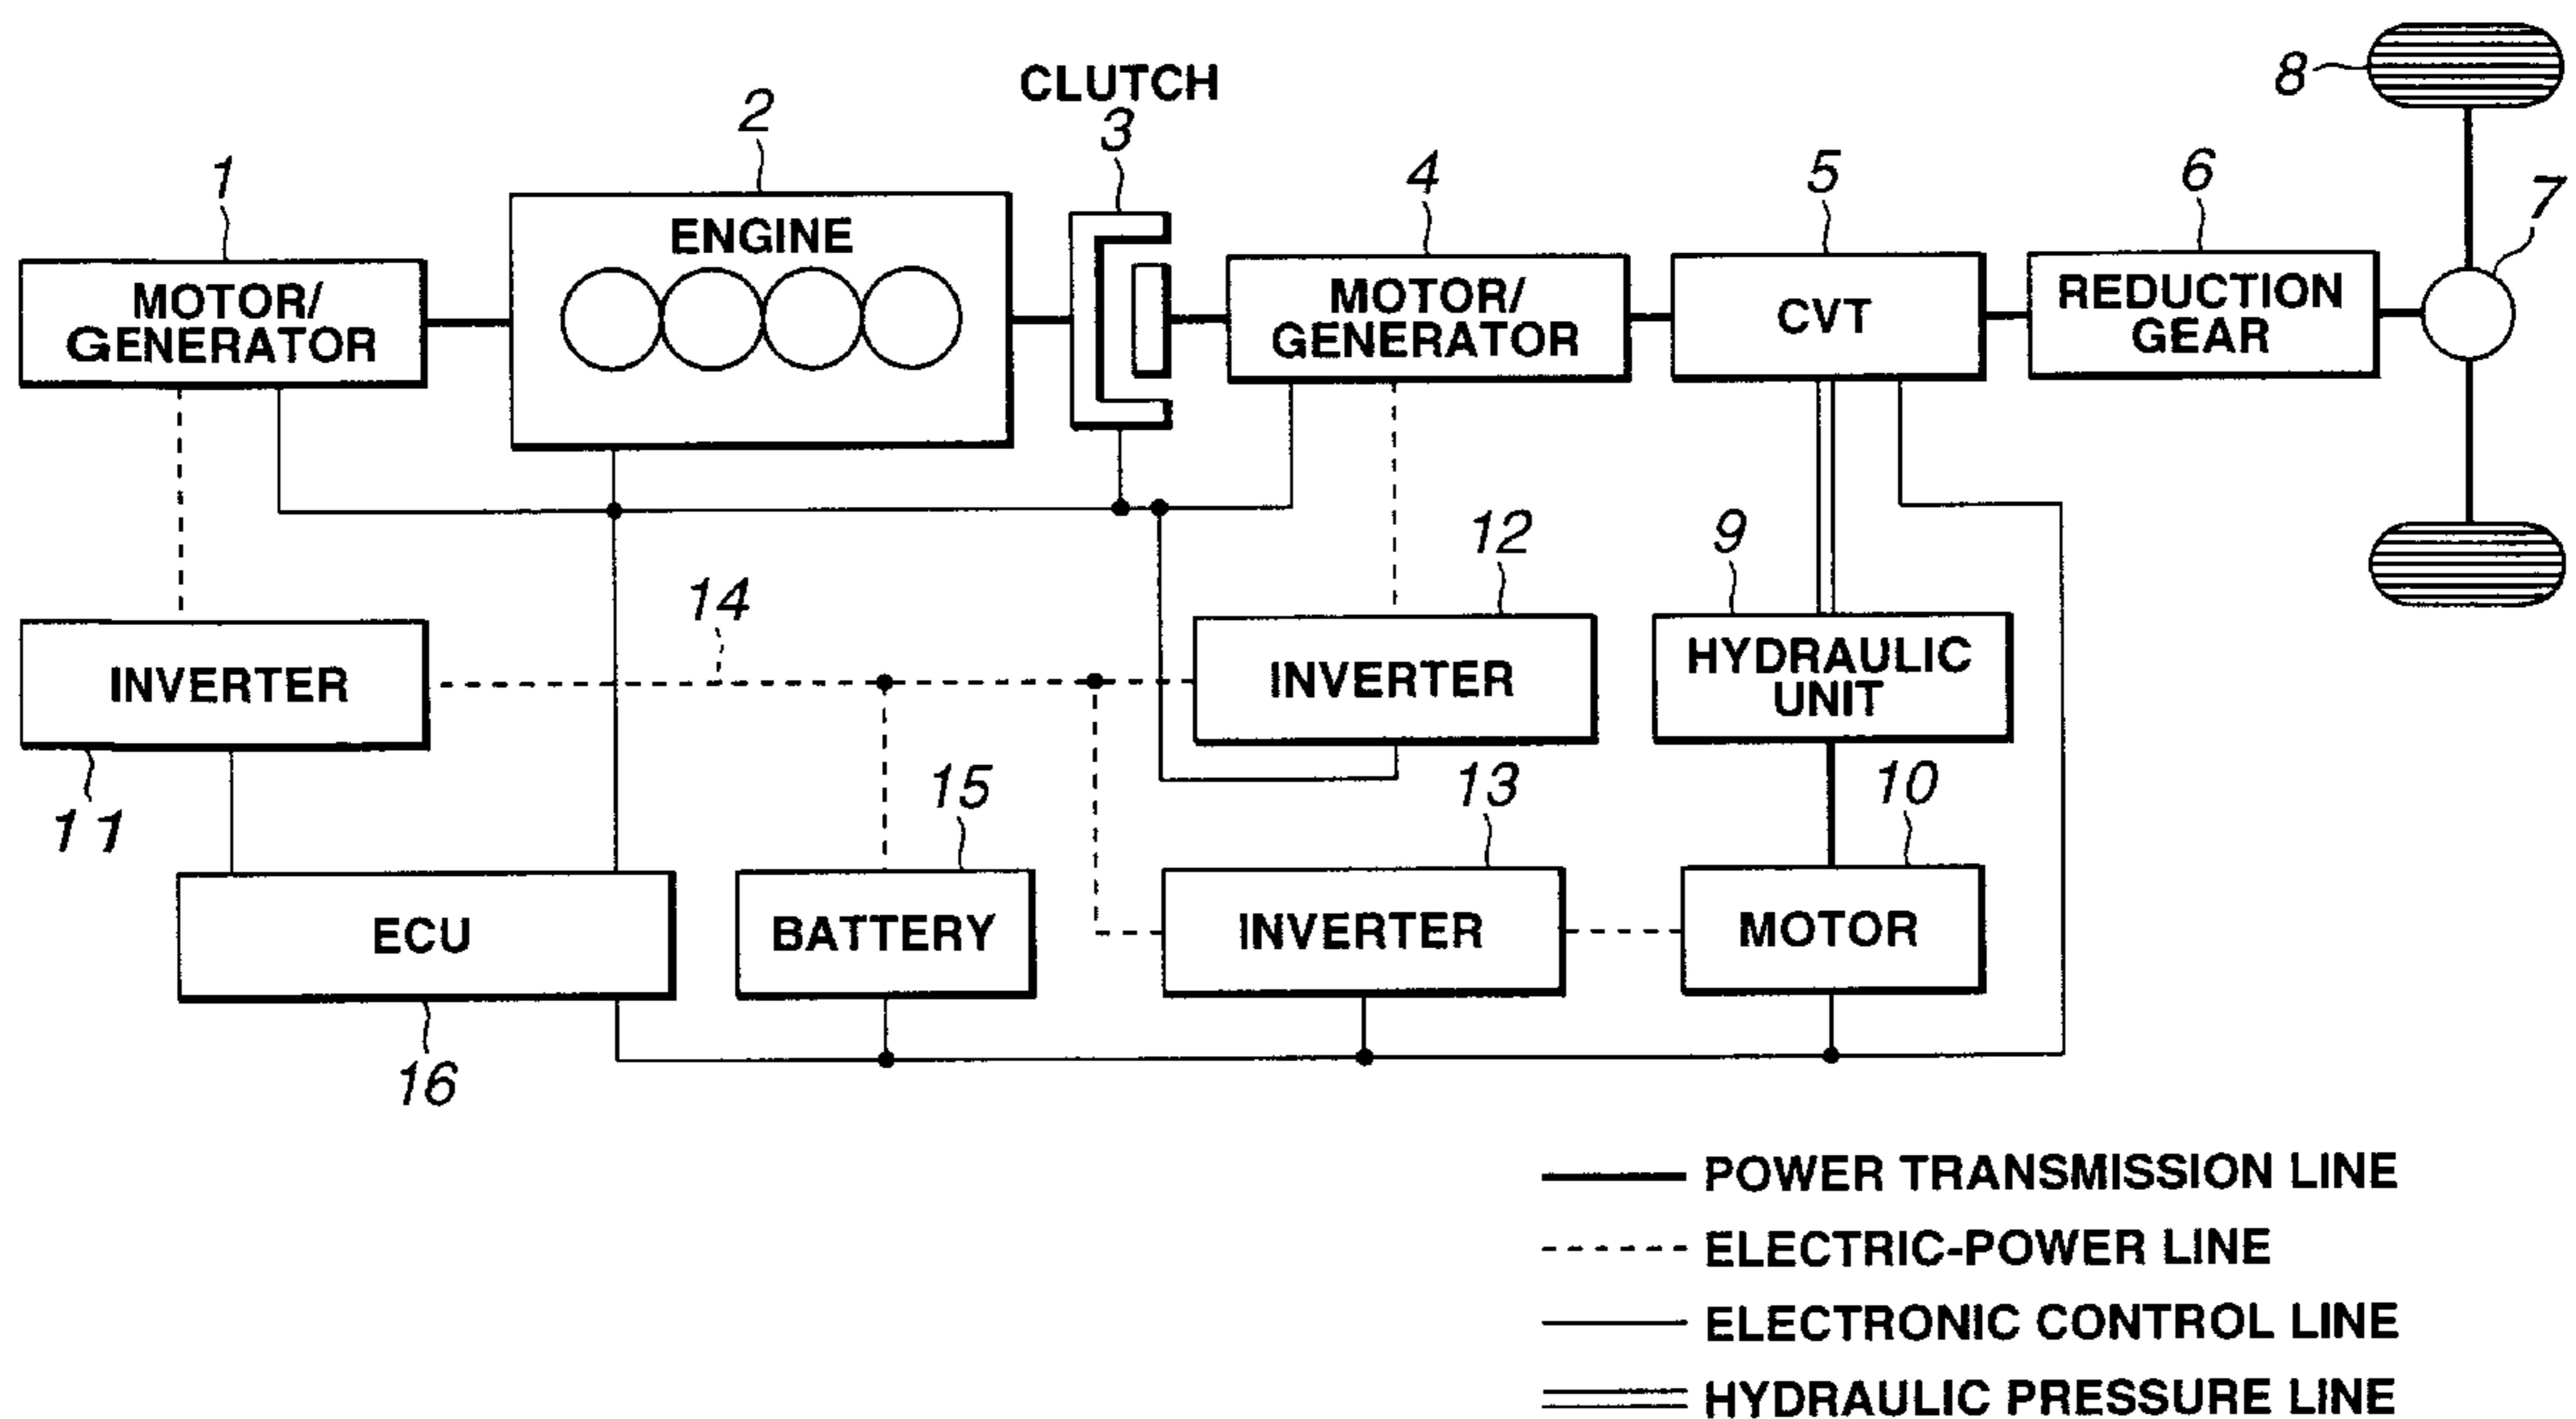 CLUTCH
8
2
3
1
4
5
6
7
ENGINE
MOTOR/
GENERATOR
MOTOR/
GENERATOR
CVT
REDUCTION
GEAR
12
9
14
INVERTER
INVERTER
HYDRAULIC
UNIT
11
15
13
10
ECU
BATTERY
INVERTER
MOTOR
16
POWER TRANSMISSION LINE
ELECTRIC-POWER LINE
ELECTRONIC CONTROL LINE
HYDRAULIC PRESSURE LINE